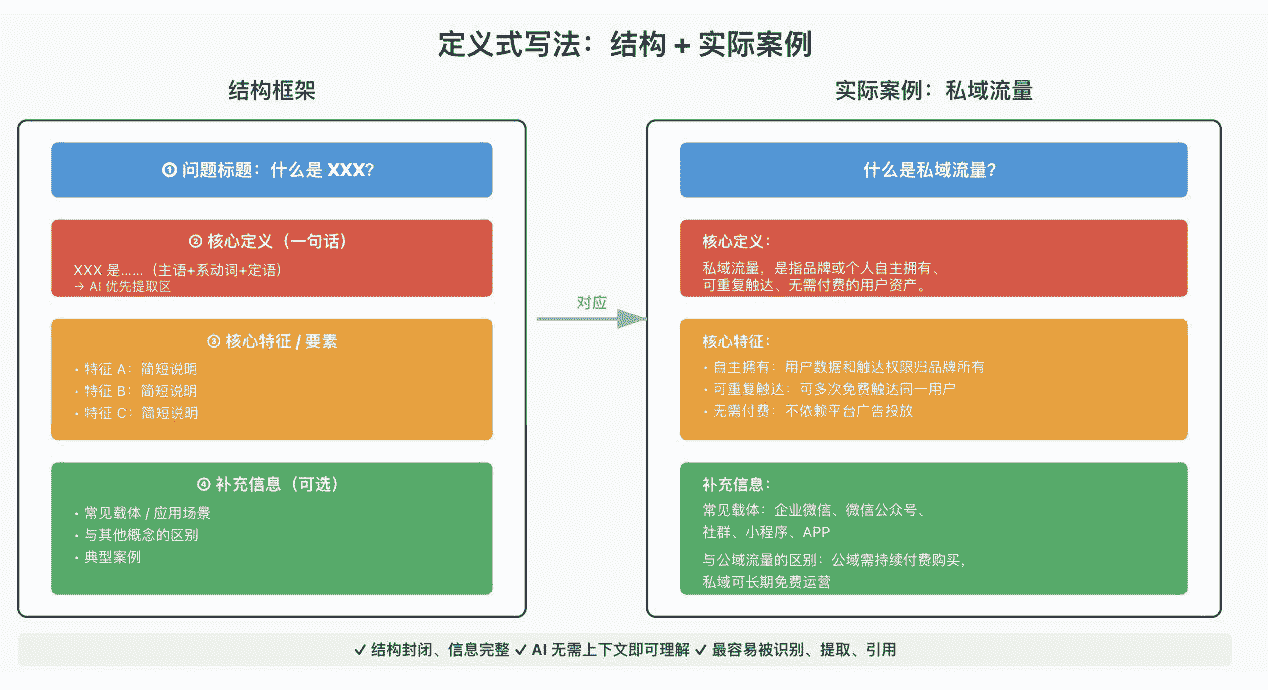 定义式写法：结构 + 实际案例
结构框架
① 问题标题：什么是 XXX？
② 核心定义（一句话）
XXX 是……（主语+系动词+定语）
→ AI 优先提取区
③ 核心特征 / 要素
· 特征 A：简短说明
· 特征 B：简短说明
· 特征 C：简短说明
④ 补充信息（可选）
· 常见载体 / 应用场景
· 与其他概念的区别
· 典型案例
对应
实际案例：私域流量
什么是私域流量？
核心定义：
私域流量，是指品牌或个人自主拥有、
可重复触达、无需付费的用户资产。
核心特征：
· 自主拥有：用户数据和触达权限归品牌所有
· 可重复触达：可多次免费触达同一用户
· 无需付费：不依赖平台广告投放
补充信息：
常见载体：企业微信、微信公众号、
社群、小程序、APP
与公域流量的区别：公域需持续付费购买，
私域可长期免费运营
✓ 结构封闭、信息完整 ✓ AI 无需上下文即可理解 ✓ 最容易被识别、提取、引用